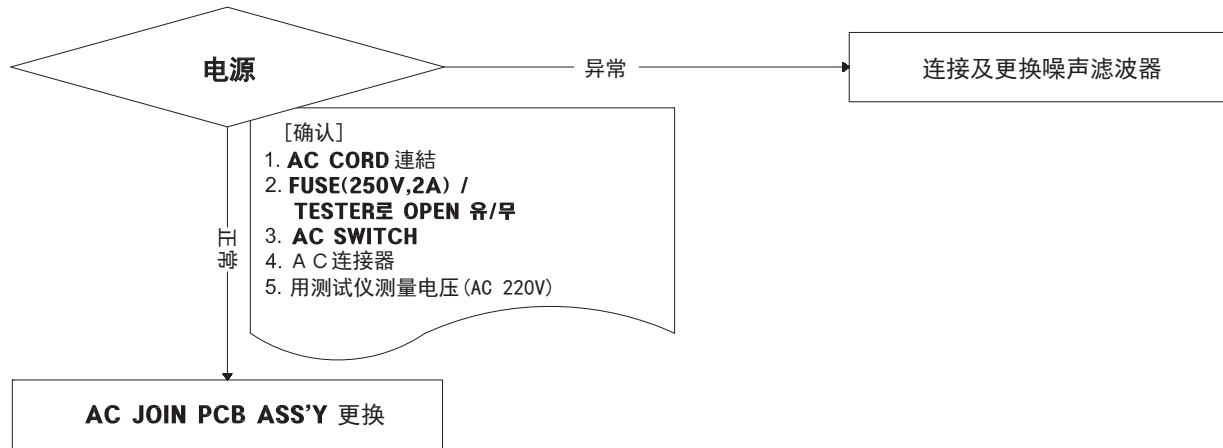 电源
异常
连接及更换噪声滤波器
[确认]
1. AC CORD 連結
2. FUSE(250V,2A) /
TESTER로 OPEN 유/무
3. AC SWITCH
4. ＡＣ连接器
5. 用测试仪测量电压(AC 220V)
正常
AC JOIN PCB ASS'Y 更换